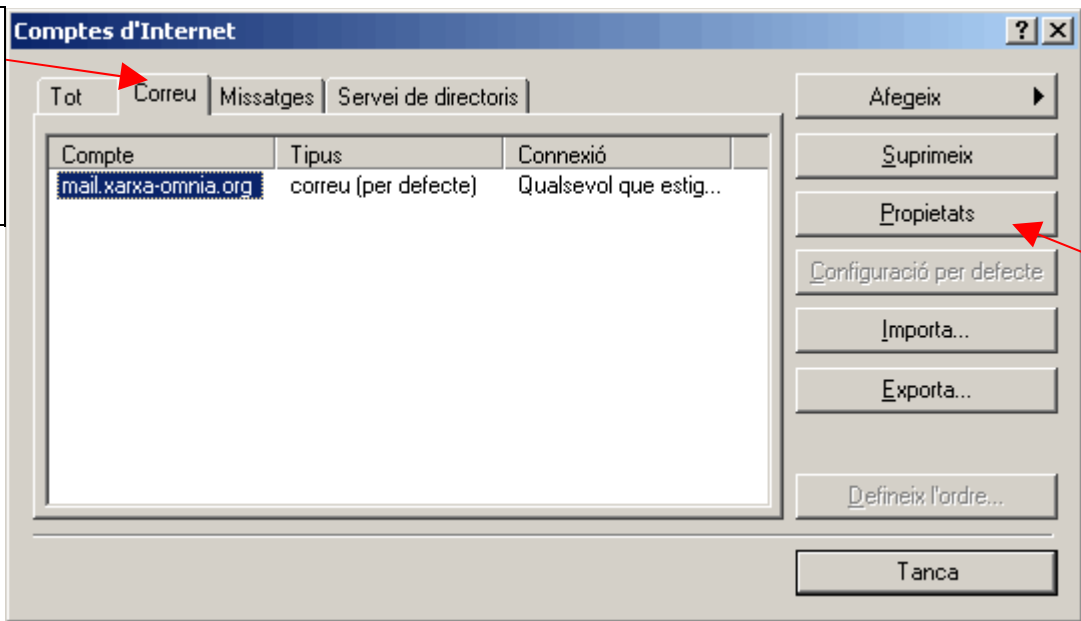 Comptes d'Internet
Tot Correu Missatges Servei de directoris
Compte Tipus Connexió
mail.xarxa-omnia.org correu (per defecte) Qualsevol que estig...
Afegeix
Suprimeix
Propietats
Configuració per defecte
Importa...
Exporta...
Defineix l'ordre...
Tanca